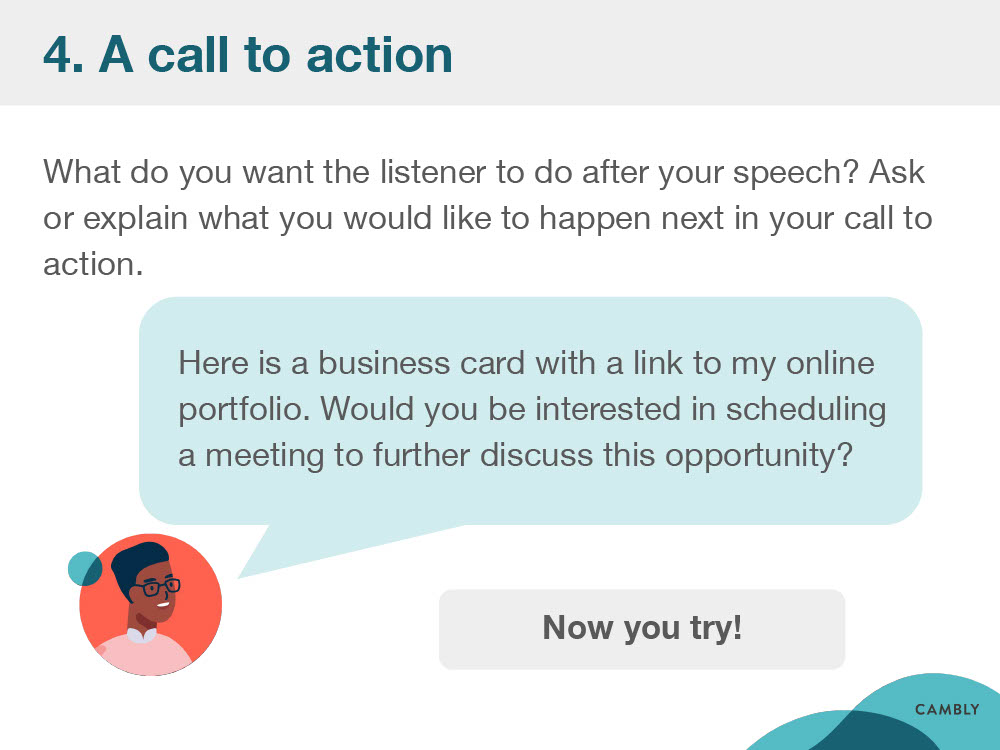 4. A call to action
What do you want the listener to do after your speech? Ask
or explain what you would like to happen next in your call to
action.
Here is a business card with a link to my online
portfolio. Would you be interested in scheduling
a meeting to further discuss this opportunity?
Now you try!
CAMBLY